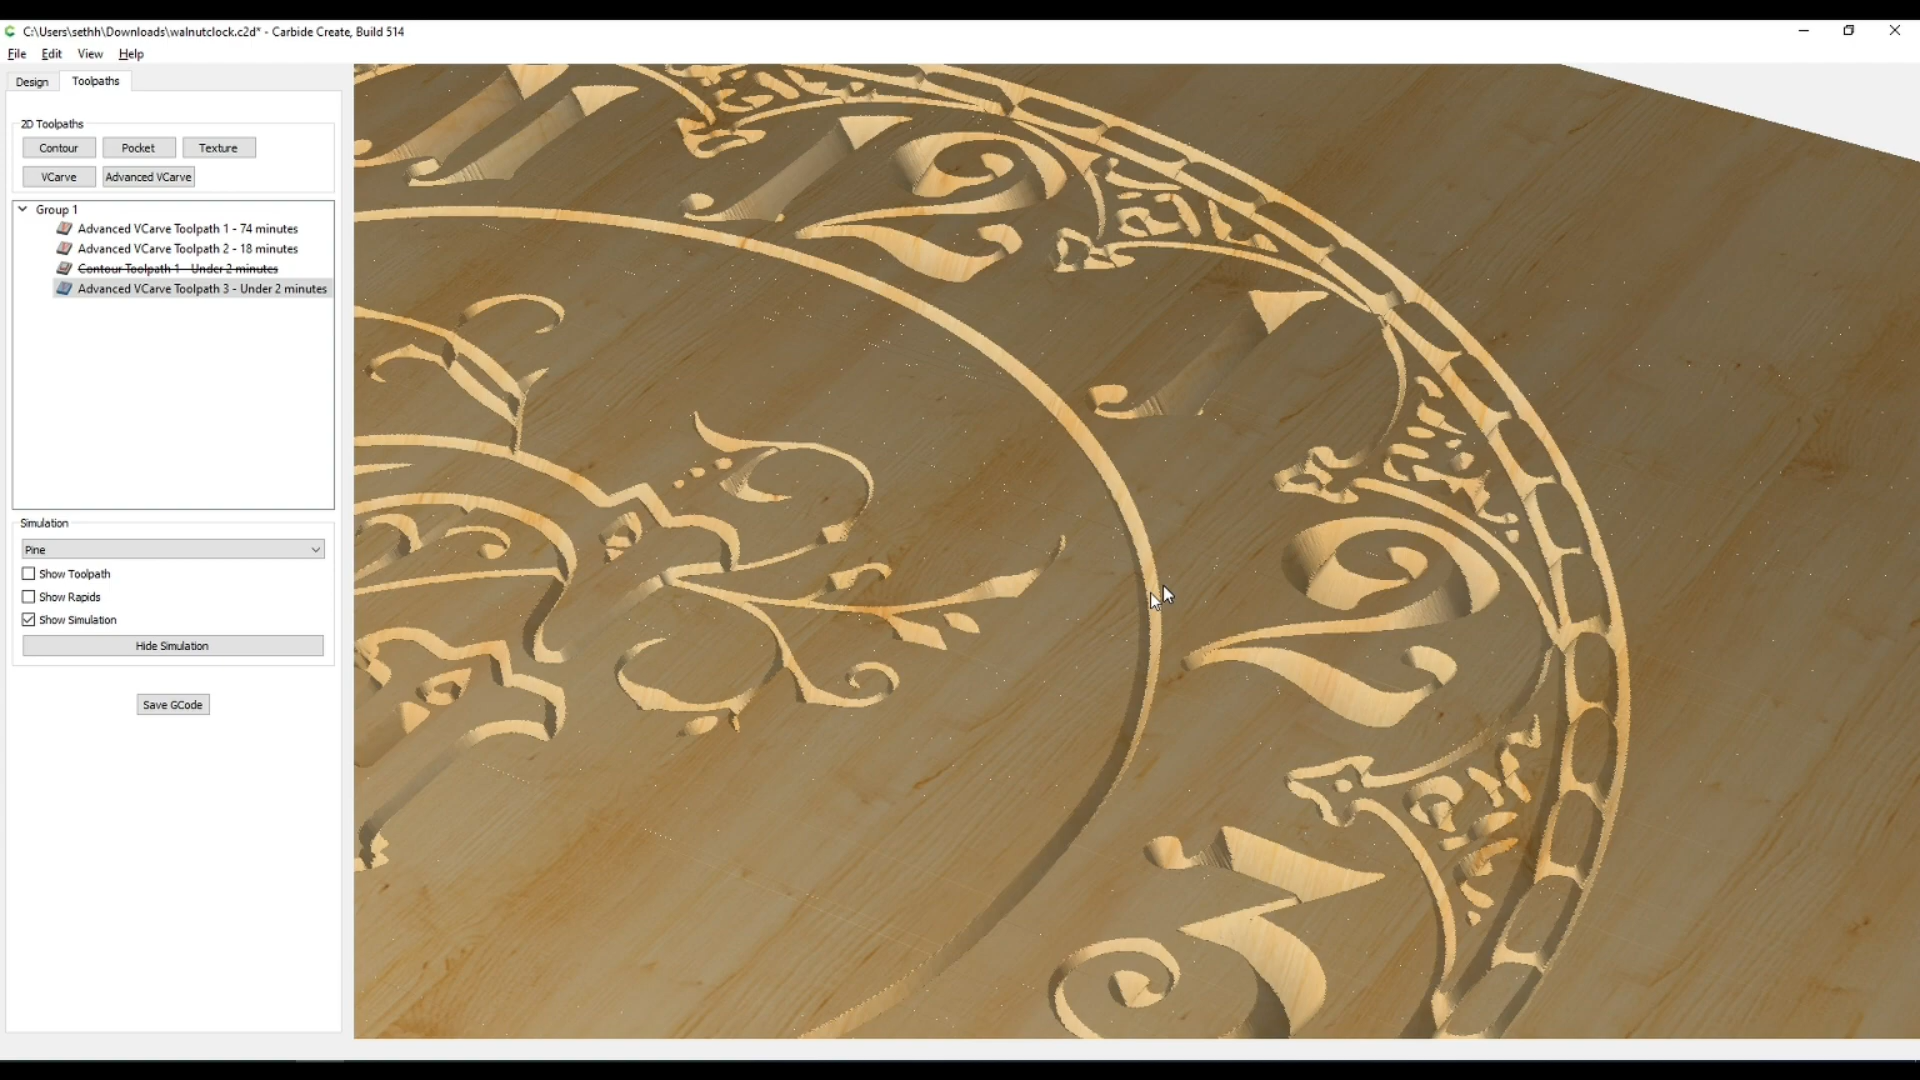 C:\Users\sethh\Downloads\walnutclock.c2d* - Carbide Create, Build 514
File Edit View Help
Design Toolpaths
2D Toolpaths
Contour Pocket Texture
VCarve Advanced VCarve
Group 1
Advanced VCarve Toolpath 1 - 74 minutes
Advanced VCarve Toolpath 2 - 18 minutes
Contour Toolpath 1 - Under 2 minutes
Advanced VCarve Toolpath 3 - Under 2 minutes
Simulation
Pine
Show Toolpath
Show Rapids
Show Simulation
Hide Simulation
Save GCode